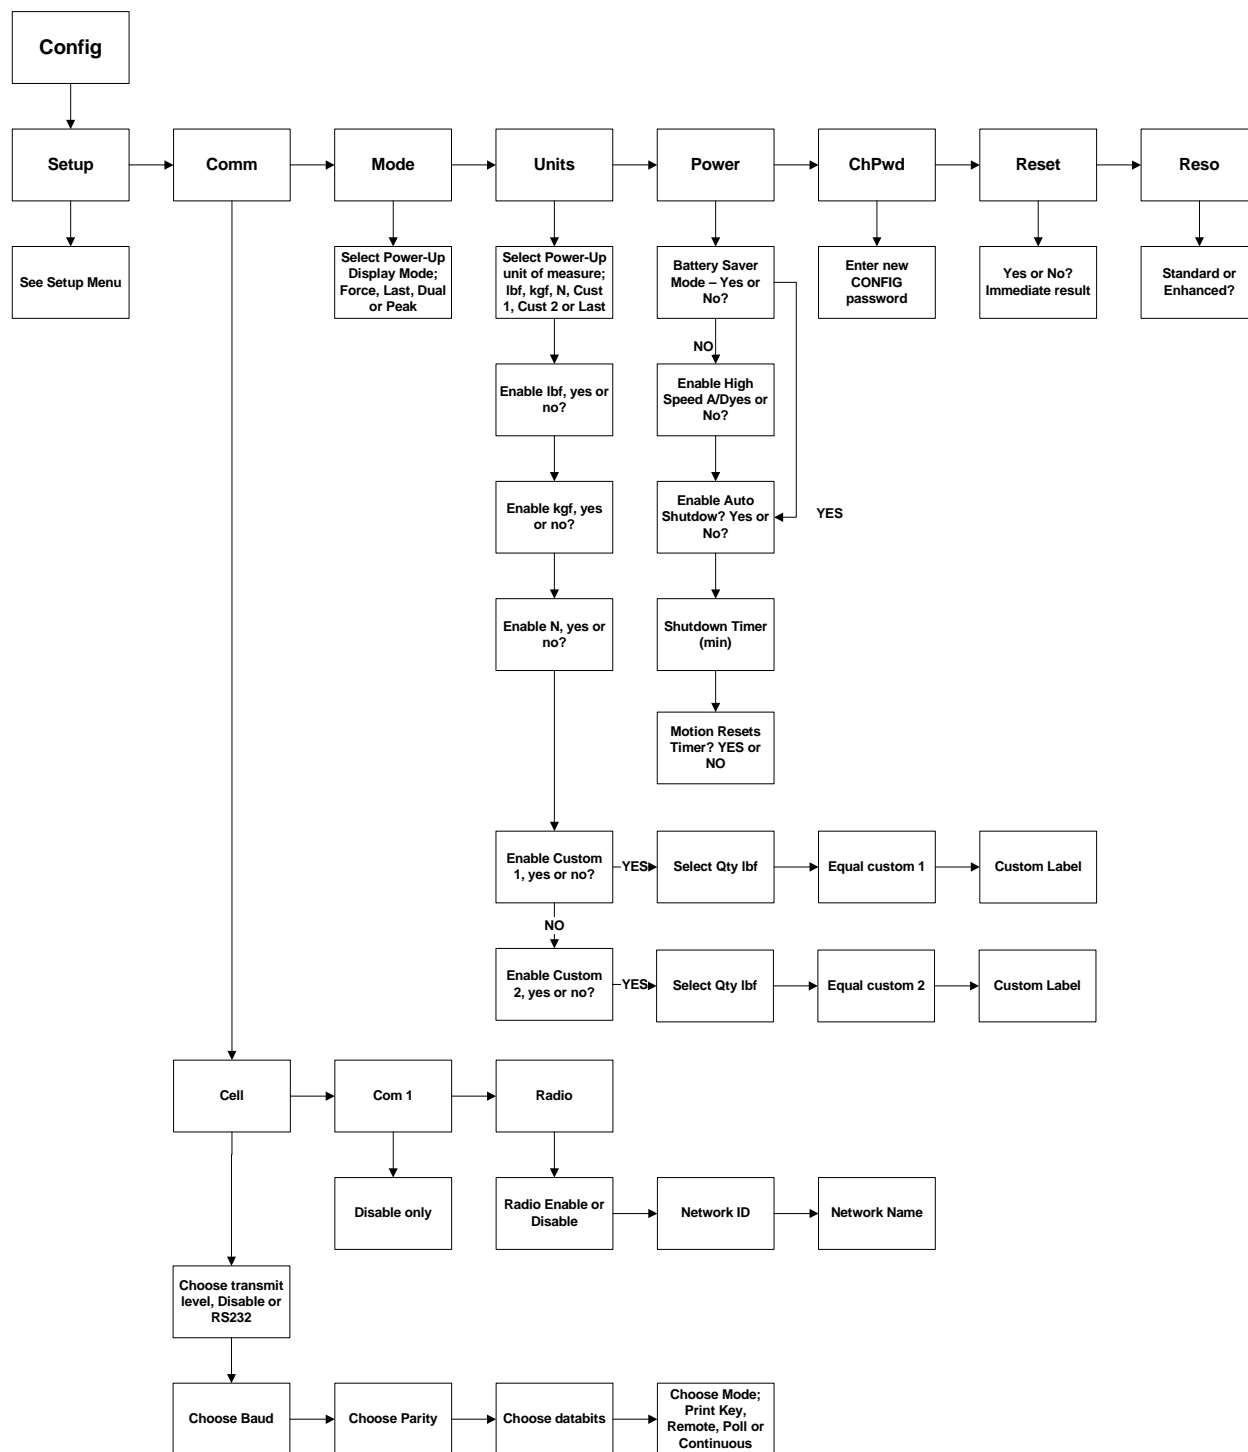 Config
Setup
Comm
Mode
Units
Power
ChPwd
Reset
Reso
See Setup Menu
Select Power-Up
Display Mode;
Force, Last, Dual
or Peak
Select Power-Up
unit of measure;
lbf, kgf, N, Cust
1, Cust 2 or Last
Battery Saver
Mode – Yes or
No?
Enter new
CONFIG
password
Yes or No?
Immediate result
Standard or
Enhanced?
NO
Enable lbf, yes or
no?
Enable High
Speed A/Dyes or
No?
Enable kgf, yes
or no?
Enable Auto
Shutdow? Yes or
No?
YES
Enable N, yes or
no?
Shutdown Timer
(min)
Motion Resets
Timer? YES or
NO
Enable Custom
1, yes or no?
YES
Select Qty lbf
Equal custom 1
Custom Label
NO
Enable Custom
2, yes or no?
YES
Select Qty lbf
Equal custom 2
Custom Label
Cell
Com 1
Radio
Disable only
Radio Enable or
Disable
Network ID
Network Name
Choose transmit
level, Disable or
RS232
Choose Baud
Choose Parity
Choose databits
Choose Mode;
Print Key,
Remote, Poll or
Continuous